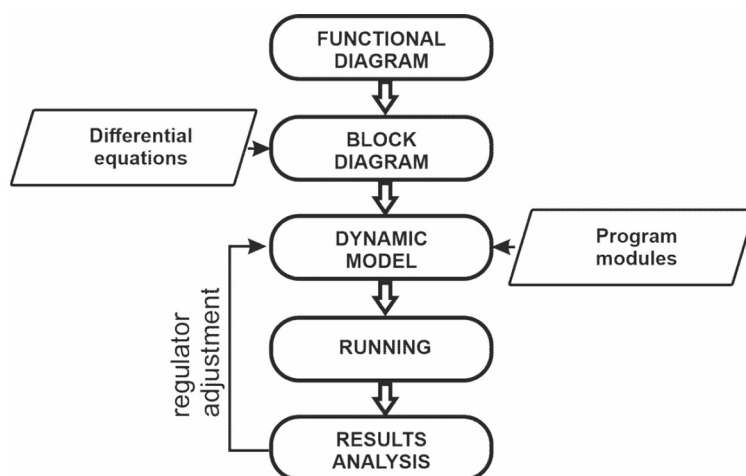 FUNCTIONAL
DIAGRAM
Differential
equations
BLOCK
DIAGRAM
DYNAMIC
MODEL
Program
modules
regulator
adjustment
RUNNING
RESULTS
ANALYSIS